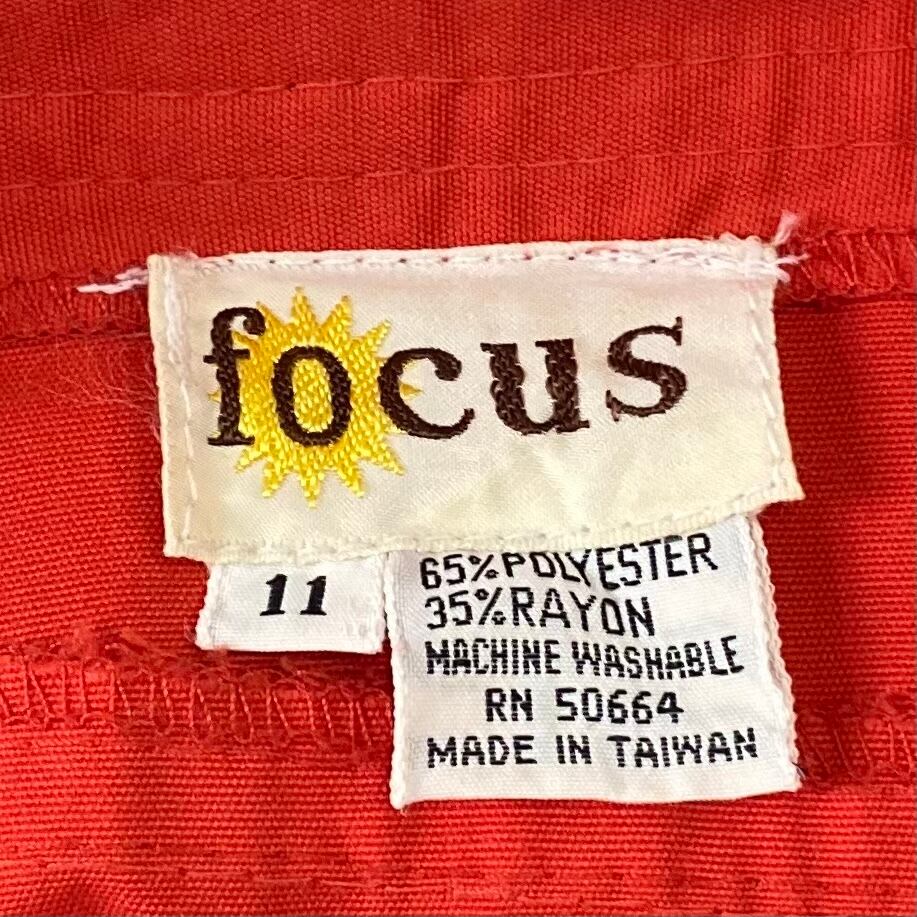 focus
11
65%POLYESTER
35%RAYON
MACHINE WASHABLE
RN 50664
MADE IN TAIWAN